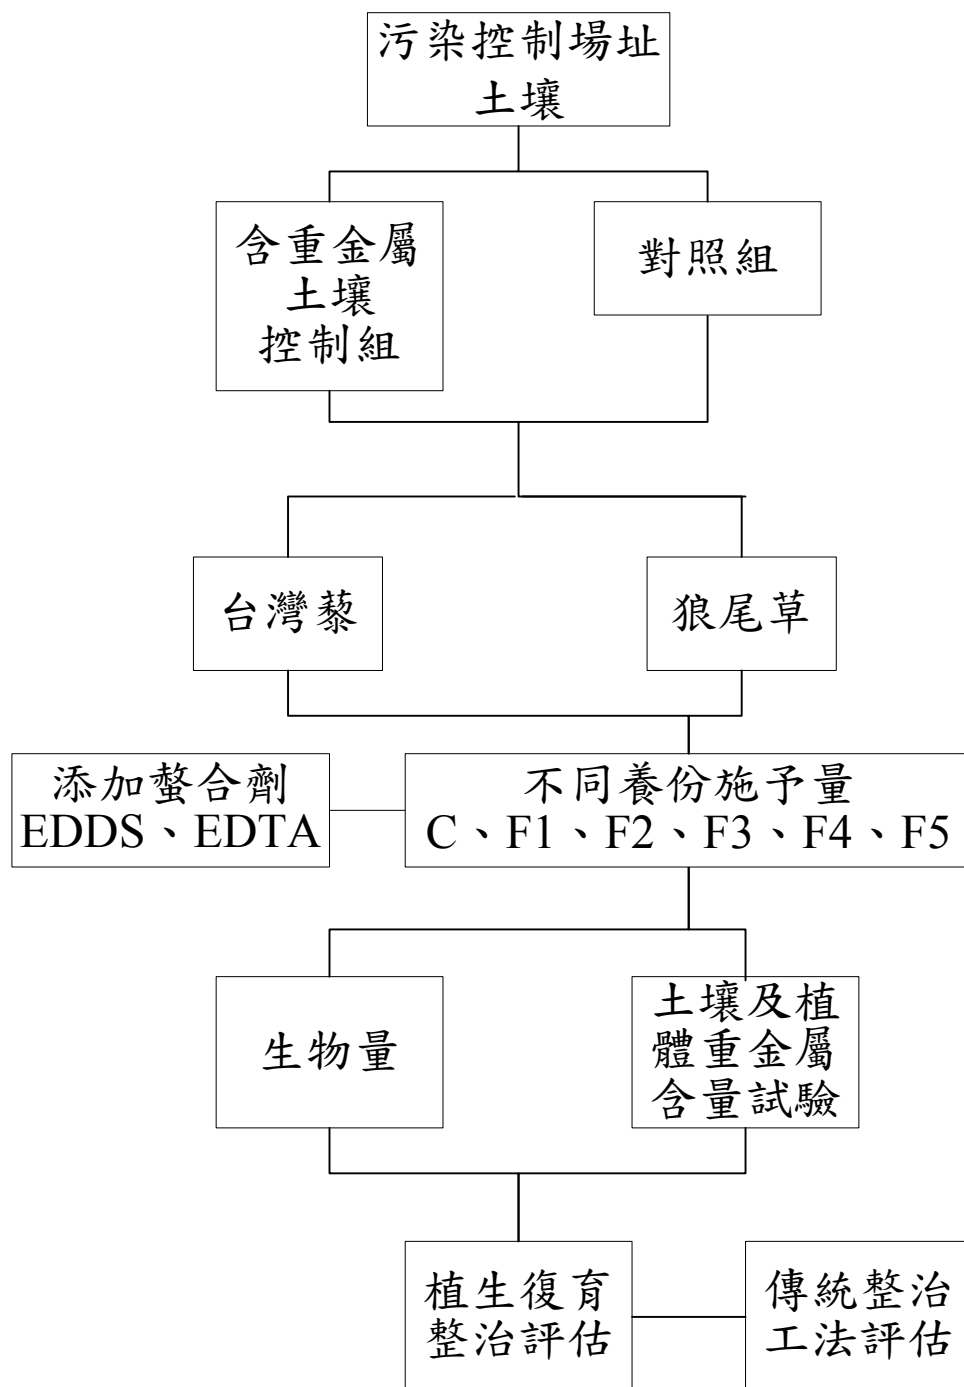 污染控制場址
土壤
含重金屬
土壤
控制組
對照組
台灣藜
狼尾草
添加螯合劑
EDDS、EDTA
不同養份施予量
C、F1、F2、F3、F4、F5
生物量
土壤及植
體重金屬
含量試驗
植生復育
整治評估
傳統整治
工法評估